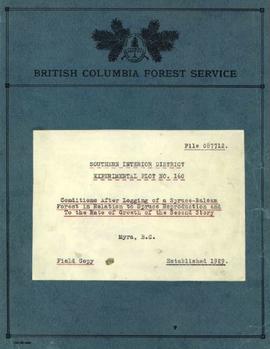 BRITISH COLUMBIA FOREST SERVICE
File 087712.
SOUTHERN INTERIOR DISTRICT
EXPERIMENTAL PLOT NO. 160
Conditions After Logging of a Spruce-Balsam
Forest in Relation to Spruce Reproduction and
To the Rate of Growth of the Second Story
Myra, B.C.
Field Copy Established 1929.